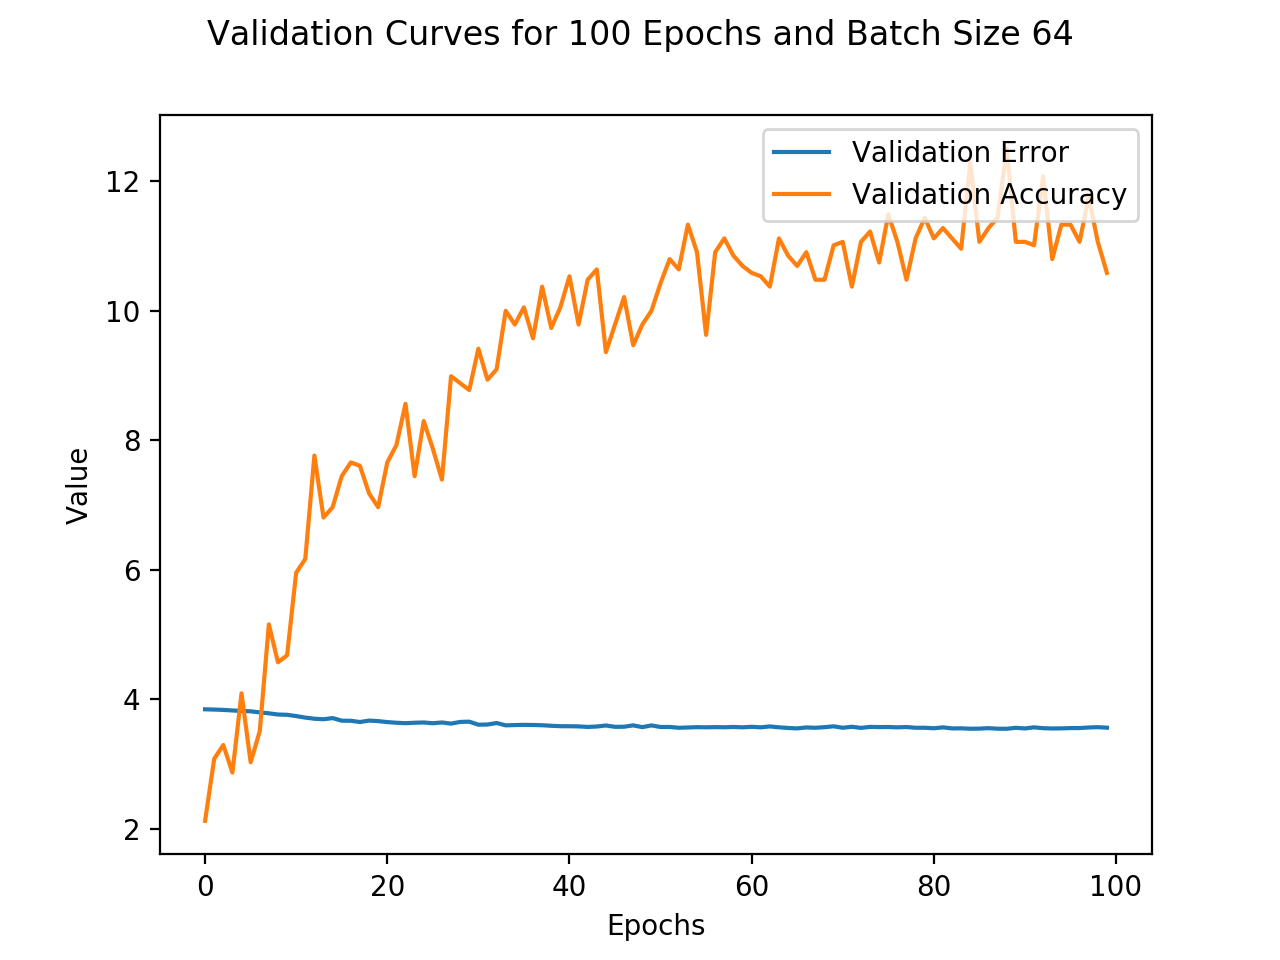 Validation Curves for 100 Epochs and Batch Size 64
Validation Error
Validation Accuracy
12
10
8
6
4
2
Value
0 20 40 60 80 100
Epochs